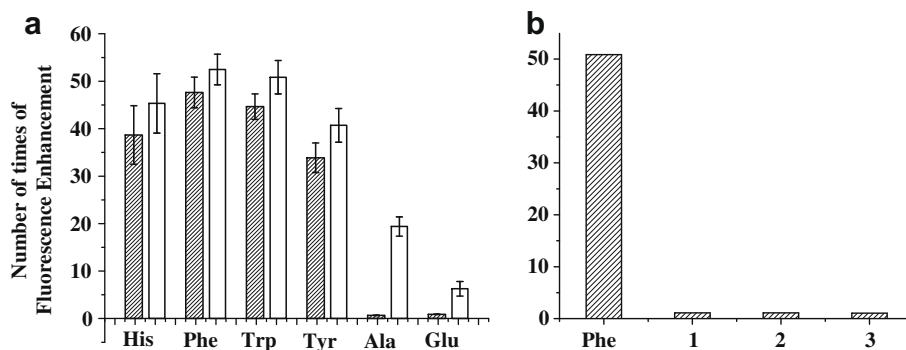 a
Number of times of
Fluorescence Enhancement
60
50
40
30
20
10
0
His Phe Trp Tyr Ala Glu
b
50
40
30
20
10
0
Phe 1 2 3